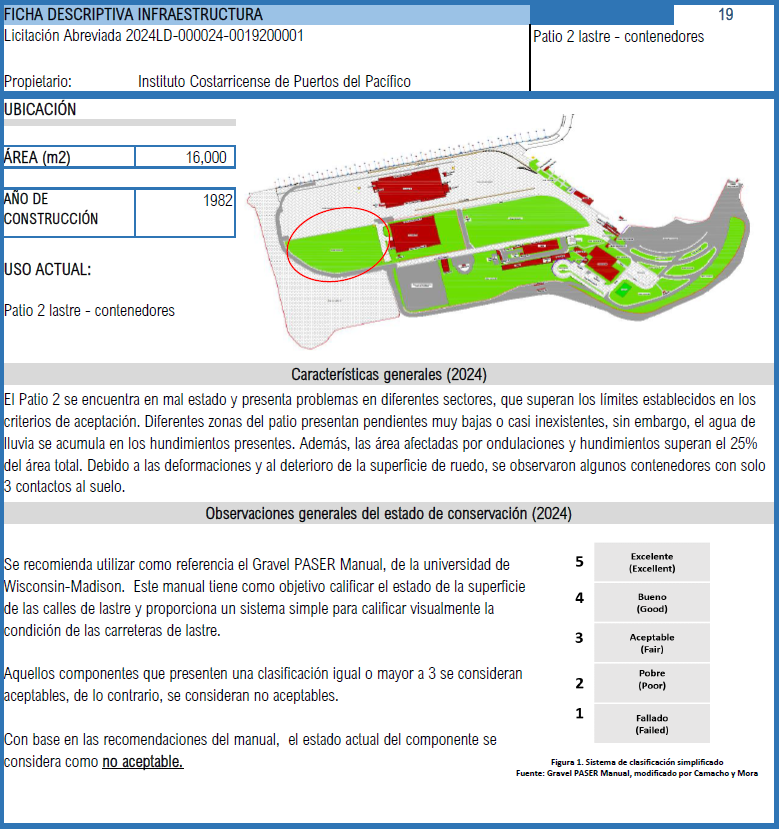 FICHA DESCRIPTIVA INFRAESTRUCTURA
19
Licitación Abreviada 2024LD-000024-0019200001
Patio 2 lastre - contenedores
Propietario: Instituto Costarricense de Puertos del Pacífico
UBICACIÓN
ÁREA (m2) 16,000
AÑO DE CONSTRUCCIÓN 1982
USO ACTUAL:
Patio 2 lastre - contenedores
Características generales (2024)
El Patio 2 se encuentra en mal estado y presenta problemas en diferentes sectores, que superan los límites establecidos en los
criterios de aceptación. Diferentes zonas del patio presentan pendientes muy bajas o casi inexistentes, sin embargo, el agua de
lluvia se acumula en los hundimientos presentes. Además, las área afectadas por ondulaciones y hundimientos superan el 25%
del área total. Debido a las deformaciones y al deterioro de la superficie de ruedo, se observaron algunos contenedores con solo
3 contactos al suelo.
Observaciones generales del estado de conservación (2024)
Se recomienda utilizar como referencia el Gravel PASER Manual, de la universidad de
Wisconsin-Madison. Este manual tiene como objetivo calificar el estado de la superficie
de las calles de lastre y proporciona un sistema simple para calificar visualmente la
condición de las carreteras de lastre.
Aquellos componentes que presenten una clasificación igual o mayor a 3 se consideran
aceptables, de lo contrario, se consideran no aceptables.
Con base en las recomendaciones del manual, el estado actual del componente se
considera como no aceptable.
5 Excelente
(Excellent)
4 Bueno
(Good)
3 Aceptable
(Fair)
2 Pobre
(Poor)
1 Fallado
(Failed)
Figura 1. Sistema de clasificación simplificado
Fuente: Gravel PASER Manual, modificado por Camacho y Mora